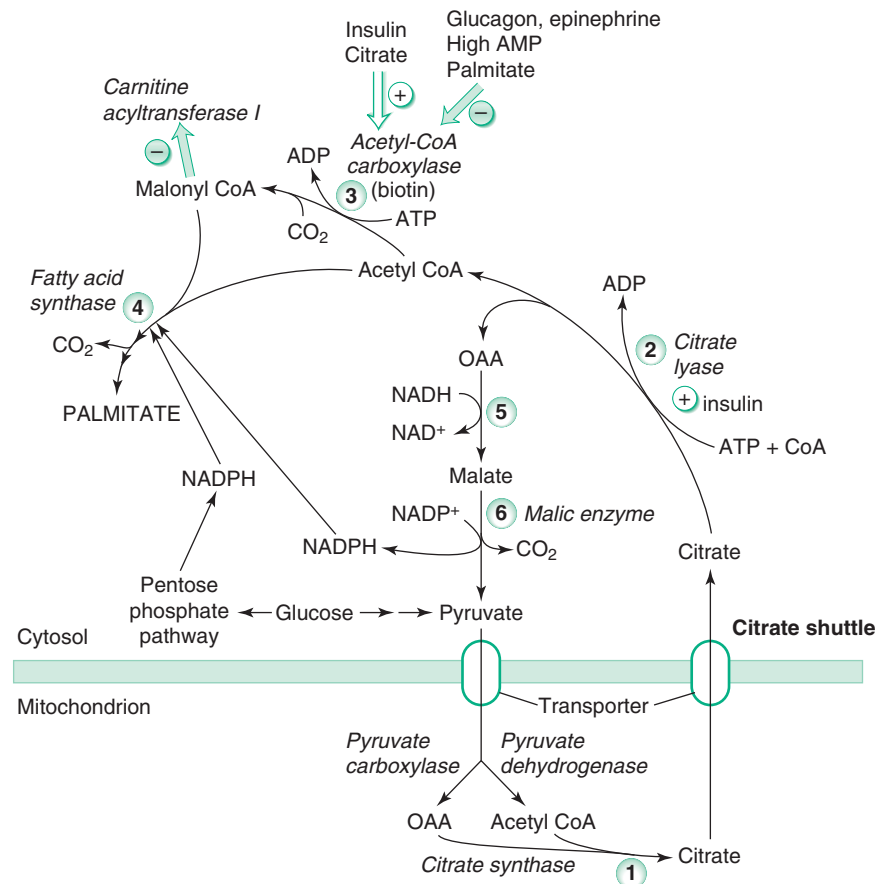 Insulin
Citrate
Glucagon, epinephrine
High AMP
Palmitate
+
−
Carnitine
acyltransferase I
−
Acetyl-CoA
carboxylase
(biotin)
3
ADP
ATP
CO₂
Malonyl CoA
Acetyl CoA
Fatty acid
synthase
4
CO₂
PALMITATE
ADP
2
Citrate
lyase
+
insulin
ATP + CoA
OAA
NADH
NAD⁺
5
Malate
NADP⁺
6
Malic enzyme
NADPH
NADPH
CO₂
Citrate
Pentose
phosphate
pathway
Glucose
Pyruvate
Cytosol
Citrate shuttle
Mitochondrion
Transporter
Pyruvate
carboxylase
Pyruvate
dehydrogenase
OAA
Acetyl CoA
Citrate synthase
1
Citrate